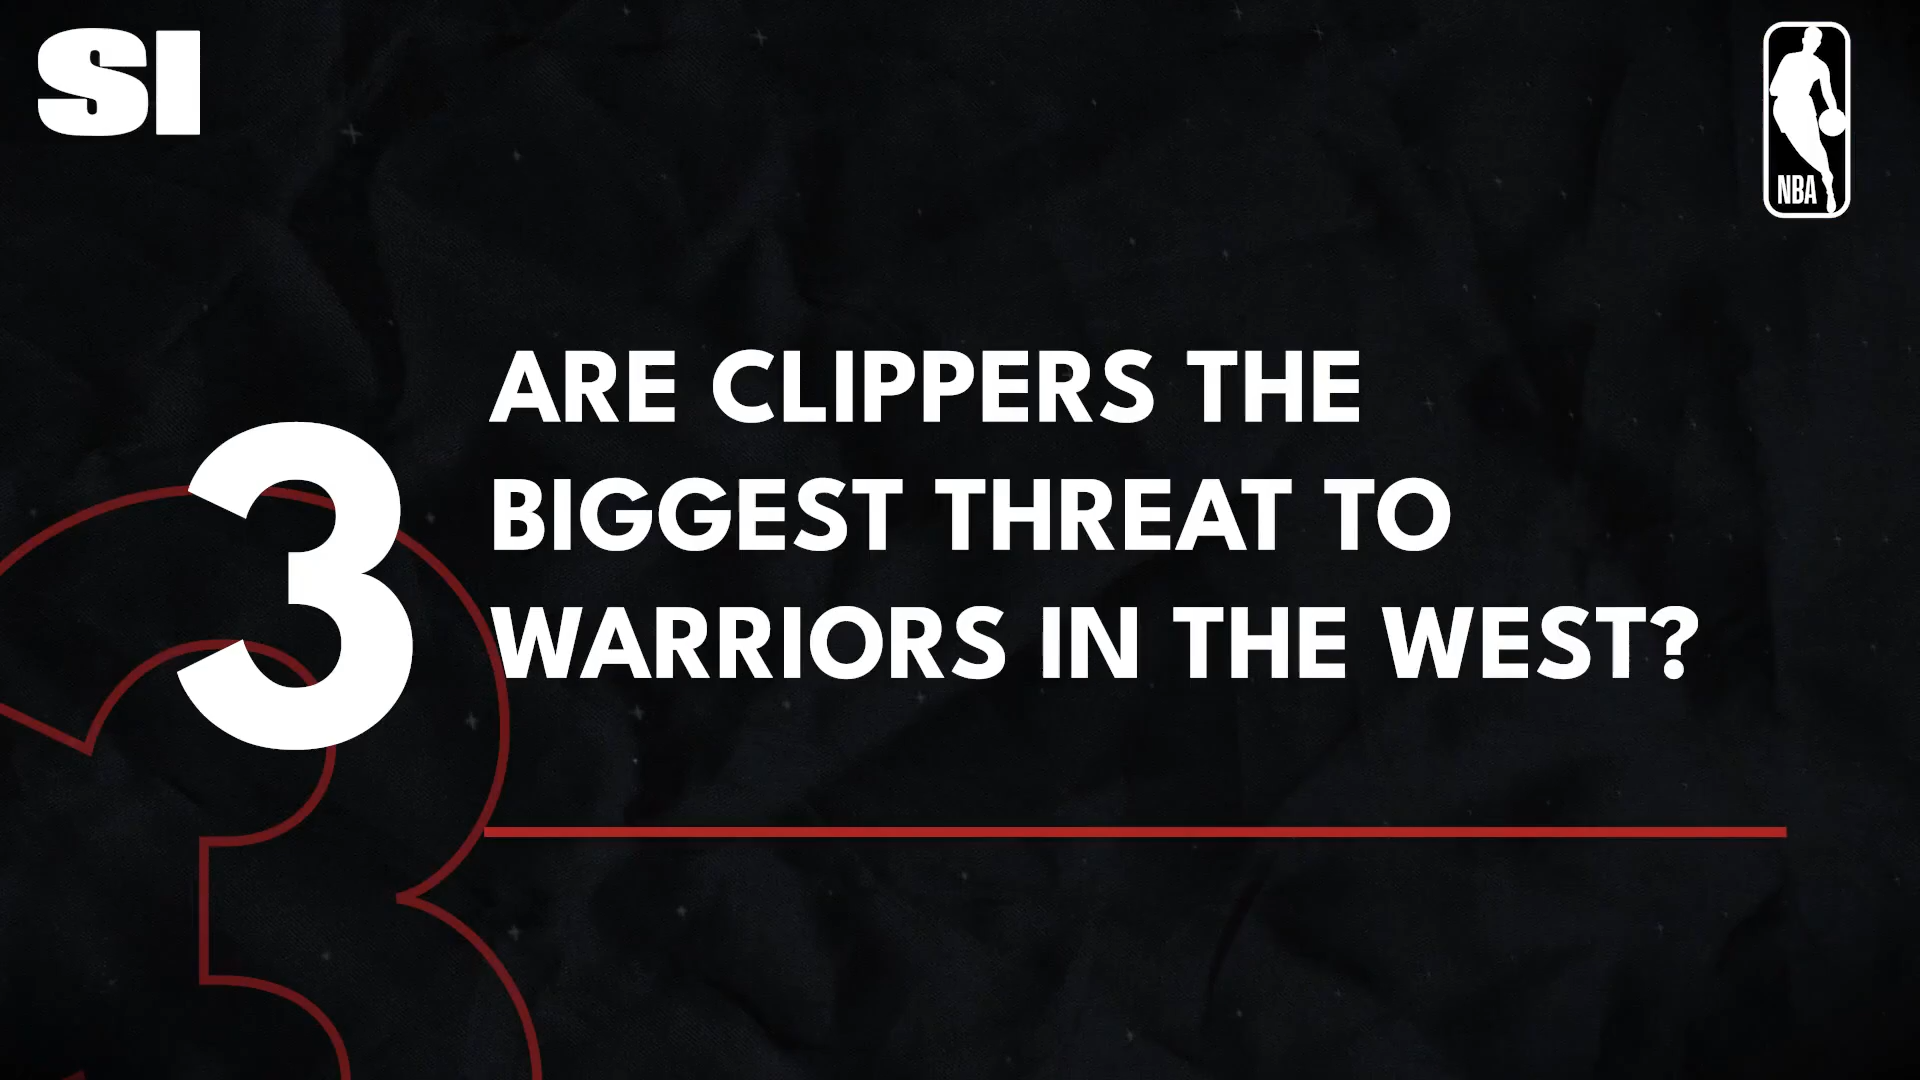 SI
NBA
3
ARE CLIPPERS THE
BIGGEST THREAT TO
WARRIORS IN THE WEST?